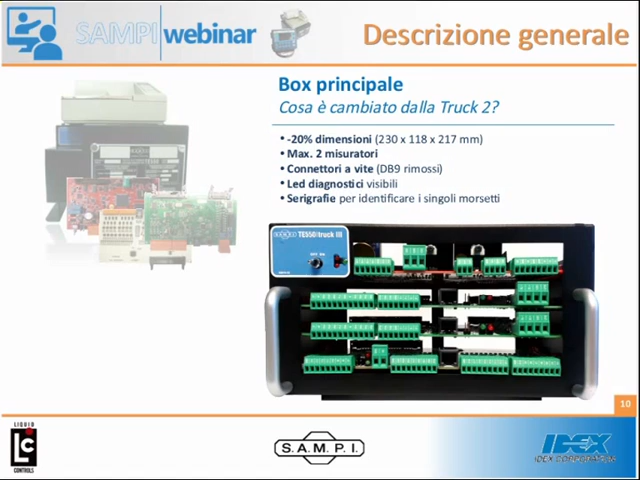 SAMPI webinar
Descrizione generale
Box principale
Cosa è cambiato dalla Truck 2?
• -20% dimensioni (230 x 118 x 217 mm)
• Max. 2 misuratori
• Connettori a vite (DB9 rimossi)
• Led diagnostici visibili
• Serigrafie per identificare i singoli morsetti
TE550/truck III
10
LIQUID
LC
CONTROLS
S.A.M.P.I.
IDEX
IDEX CORPORATION